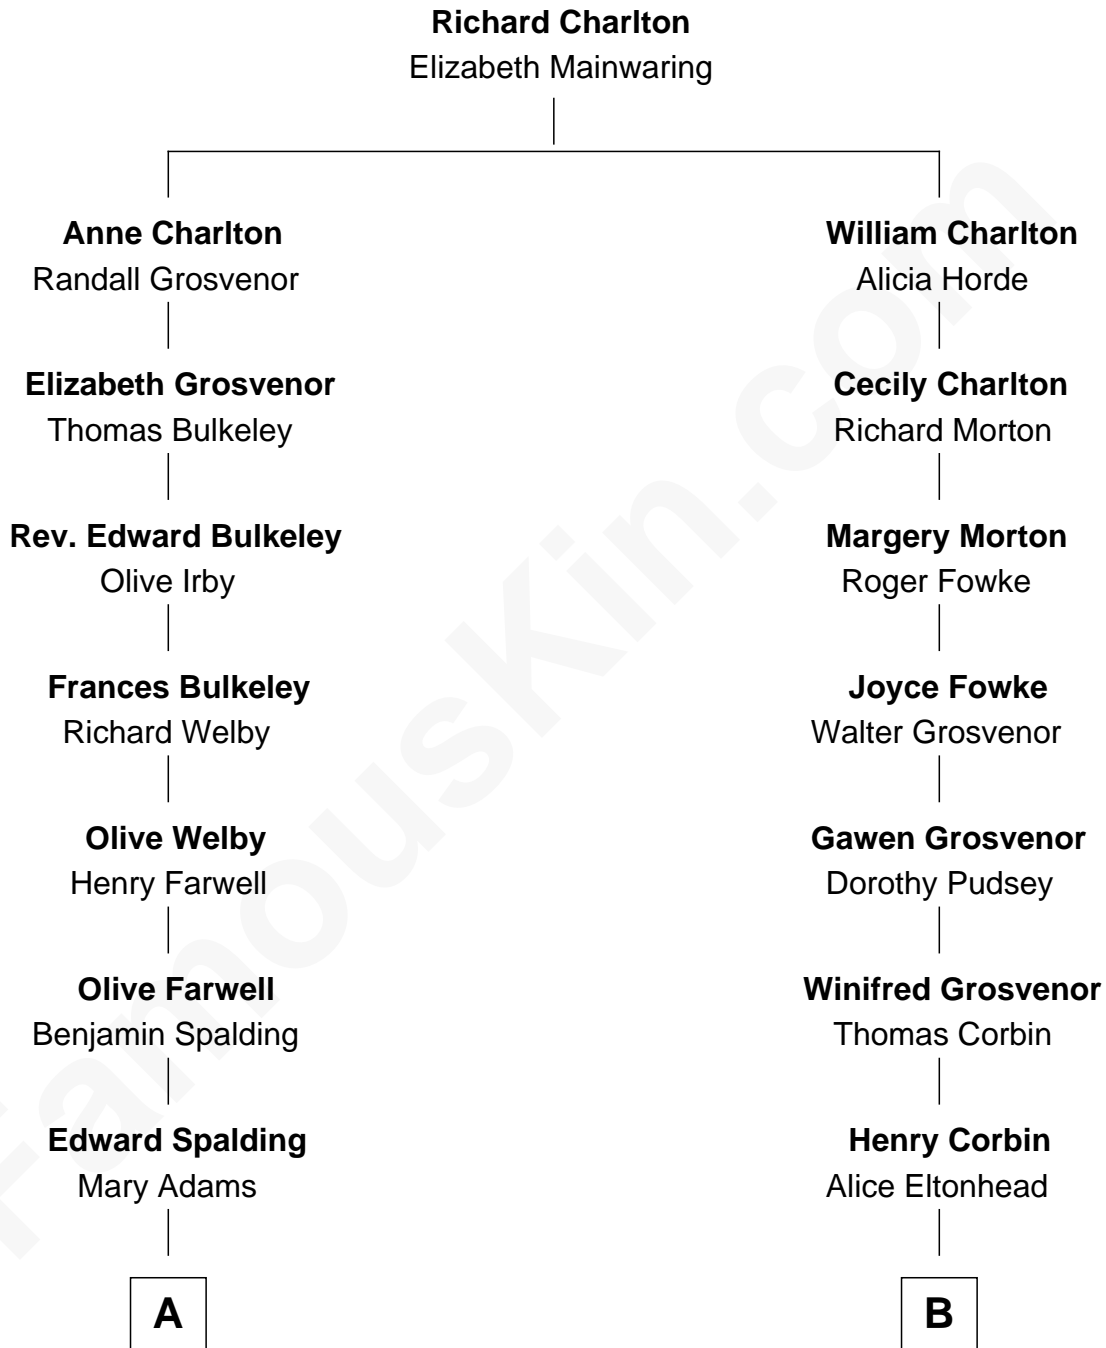 Richard Charlton
Elizabeth Mainwaring
Anne Charlton
Randall Grosvenor
William Charlton
Alicia Horde
Elizabeth Grosvenor
Thomas Bulkeley
Cecily Charlton
Richard Morton
Rev. Edward Bulkeley
Olive Irby
Margery Morton
Roger Fowke
Frances Bulkeley
Richard Welby
Joyce Fowke
Walter Grosvenor
Olive Welby
Henry Farwell
Gawen Grosvenor
Dorothy Pudsey
Olive Farwell
Benjamin Spalding
Winifred Grosvenor
Thomas Corbin
Edward Spalding
Mary Adams
Henry Corbin
Alice Eltonhead
A
B
FamousKin.com